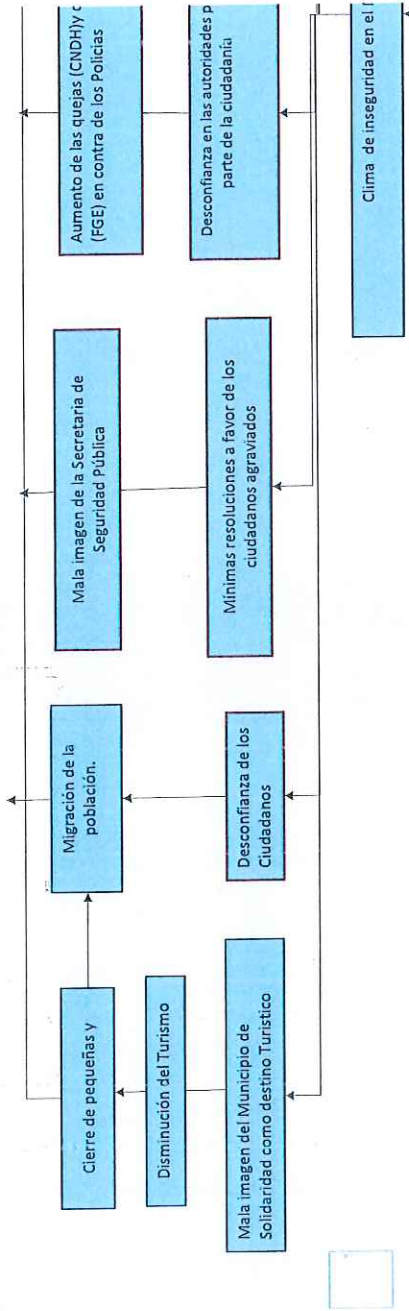 Cierre de pequeñas y
Migración de la
población.
Mala imagen de la Secretaria de
Seguridad Pública
Aumento de las quejas (CNDH)y
(FGE) en contra de los Policias
Disminución del Turismo
Mala imagen del Municipio de
Solidaridad como destino Turistico
Desconfianza de los
Ciudadanos
Mínimas resoluciones a favor de los
ciudadanos agraviados
Desconfianza en las autoridades
parte de la ciudadanía
Clima de inseguridad en el